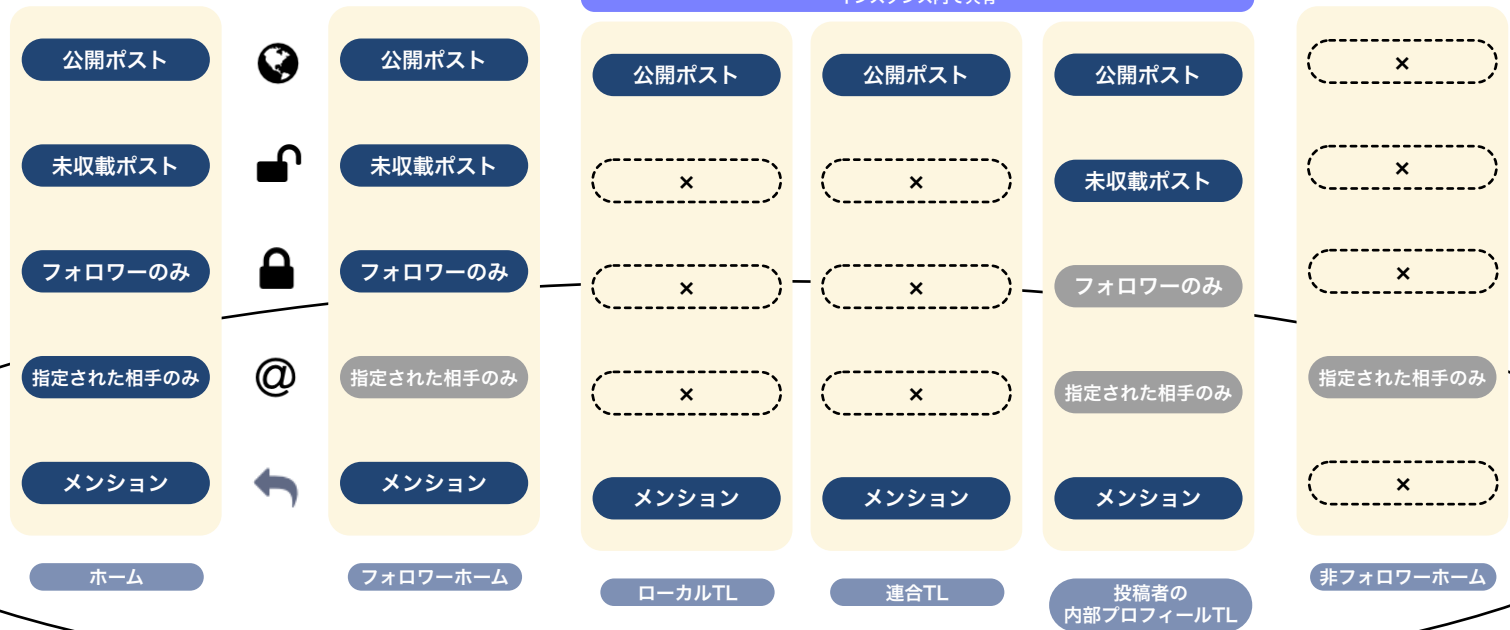 公開ポスト
未収載ポスト
フォロワーのみ
指定された相手のみ
メンション
ホーム
@
公開ポスト
未収載ポスト
フォロワーのみ
指定された相手のみ
メンション
フォロワーホーム
公開ポスト
×
×
×
メンション
ローカルTL
公開ポスト
×
×
×
メンション
連合TL
公開ポスト
未収載ポスト
フォロワーのみ
指定された相手のみ
メンション
投稿者の
内部プロフィールTL
×
×
×
指定された相手のみ
×
非フォロワーホーム